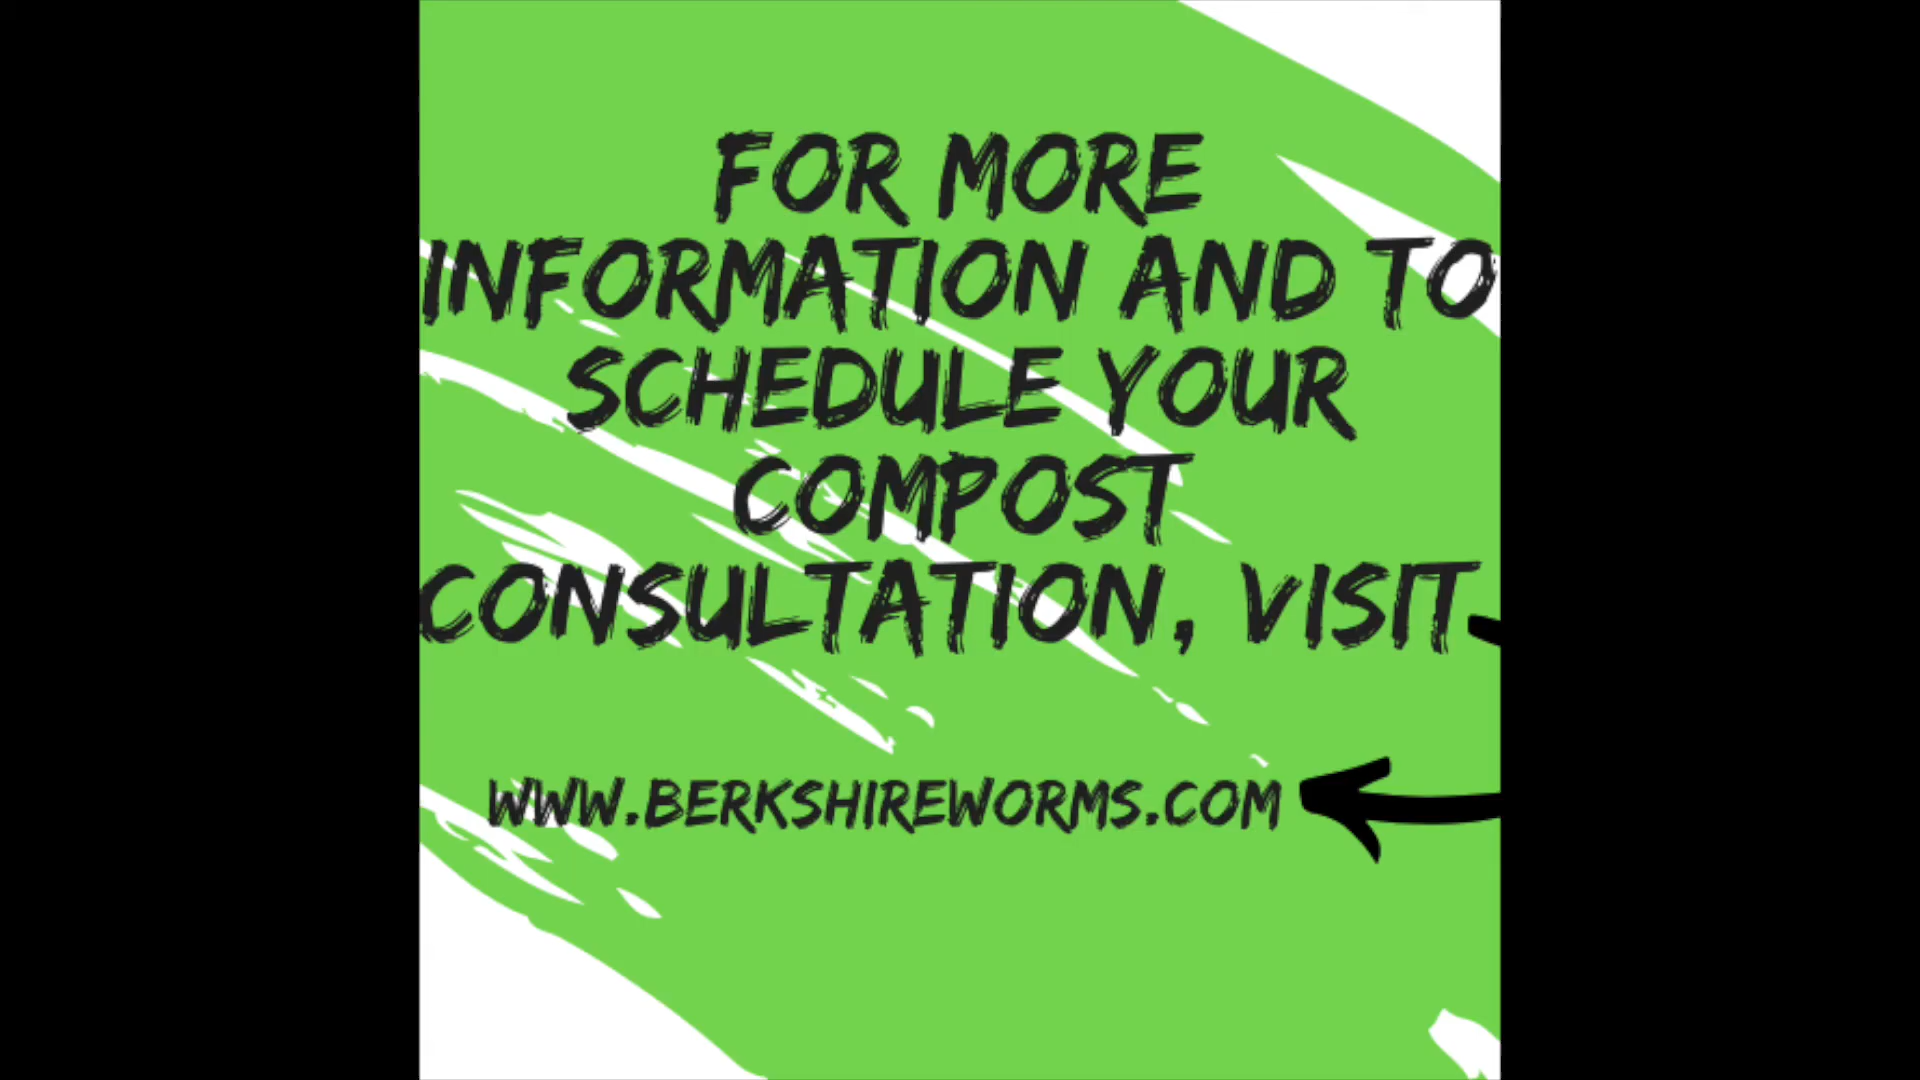 FOR MORE
INFORMATION AND TO
SCHEDULE YOUR
COMPOST
CONSULTATION, VISIT
WWW.BERKSHIREWORMS.COM